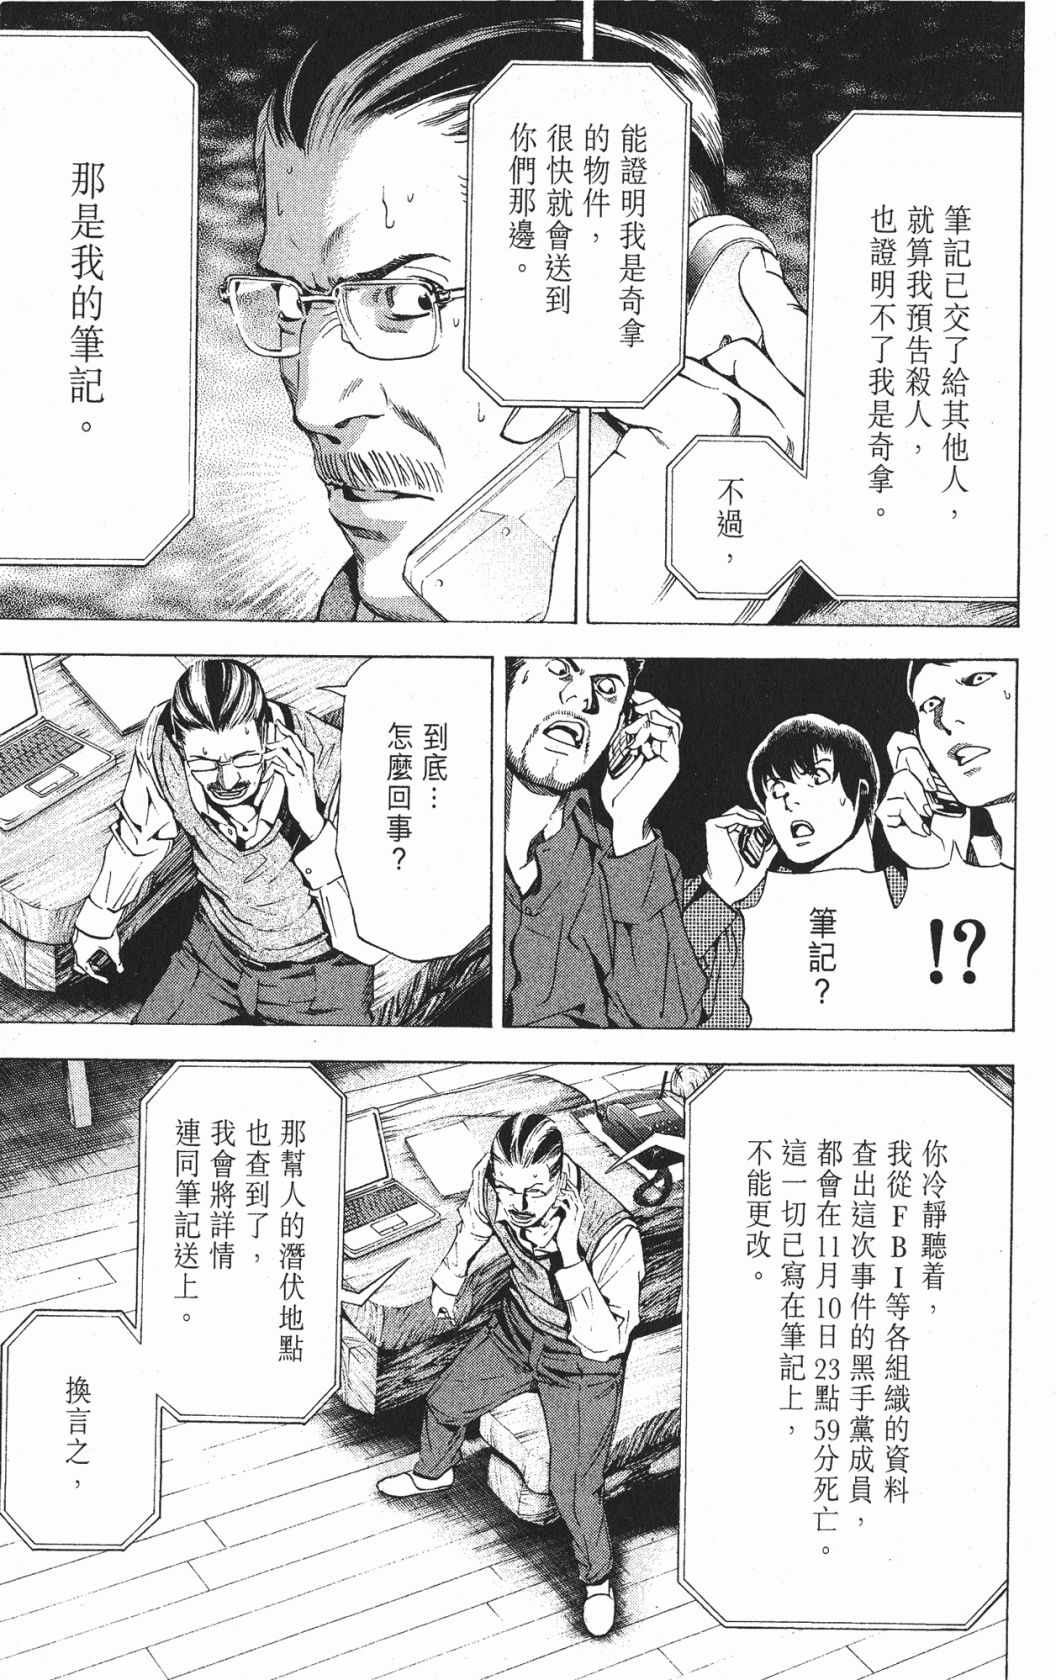 筆記已交了給其他人，
就算我預告殺人，
也證明不了我是奇拿。
不過，
能證明我是奇拿
的物件，
很快就會送到
你們那邊。
那是我的筆記。
!?
筆記？
到底…
怎麼回事？
你冷靜聽着，
我從FBI等各組織的資料
查出這次事件的黑手黨成員，
都會在11月10日23點59分死亡。
這一切已寫在筆記上，
不能更改。
那幫人的潛伏地點
也查到了，
我會將詳情
連同筆記送上。
換言之，